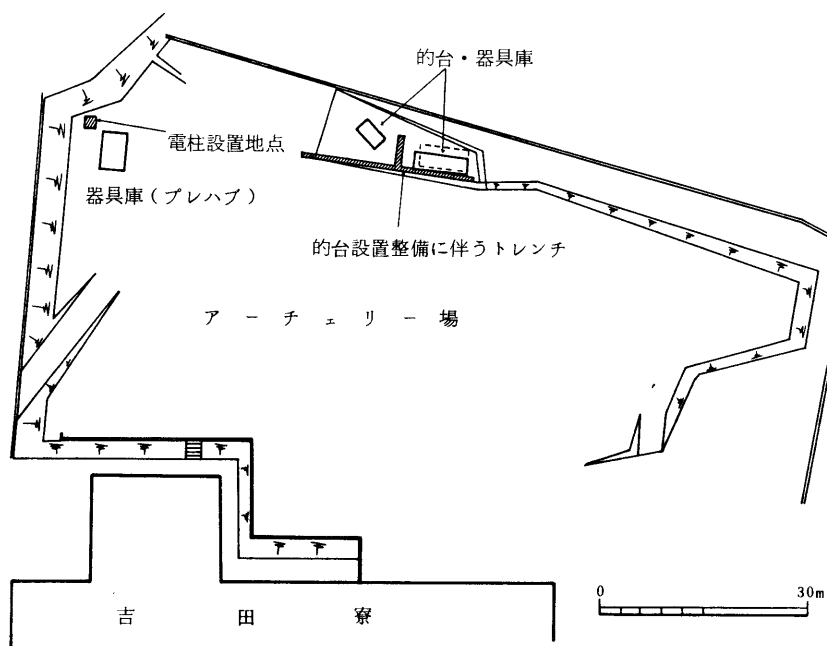 的台・器具庫
電柱設置地点
器具庫(プレハブ)
的台設置整備に伴うトレンチ
アーチェリー場
吉田寮
0 30m